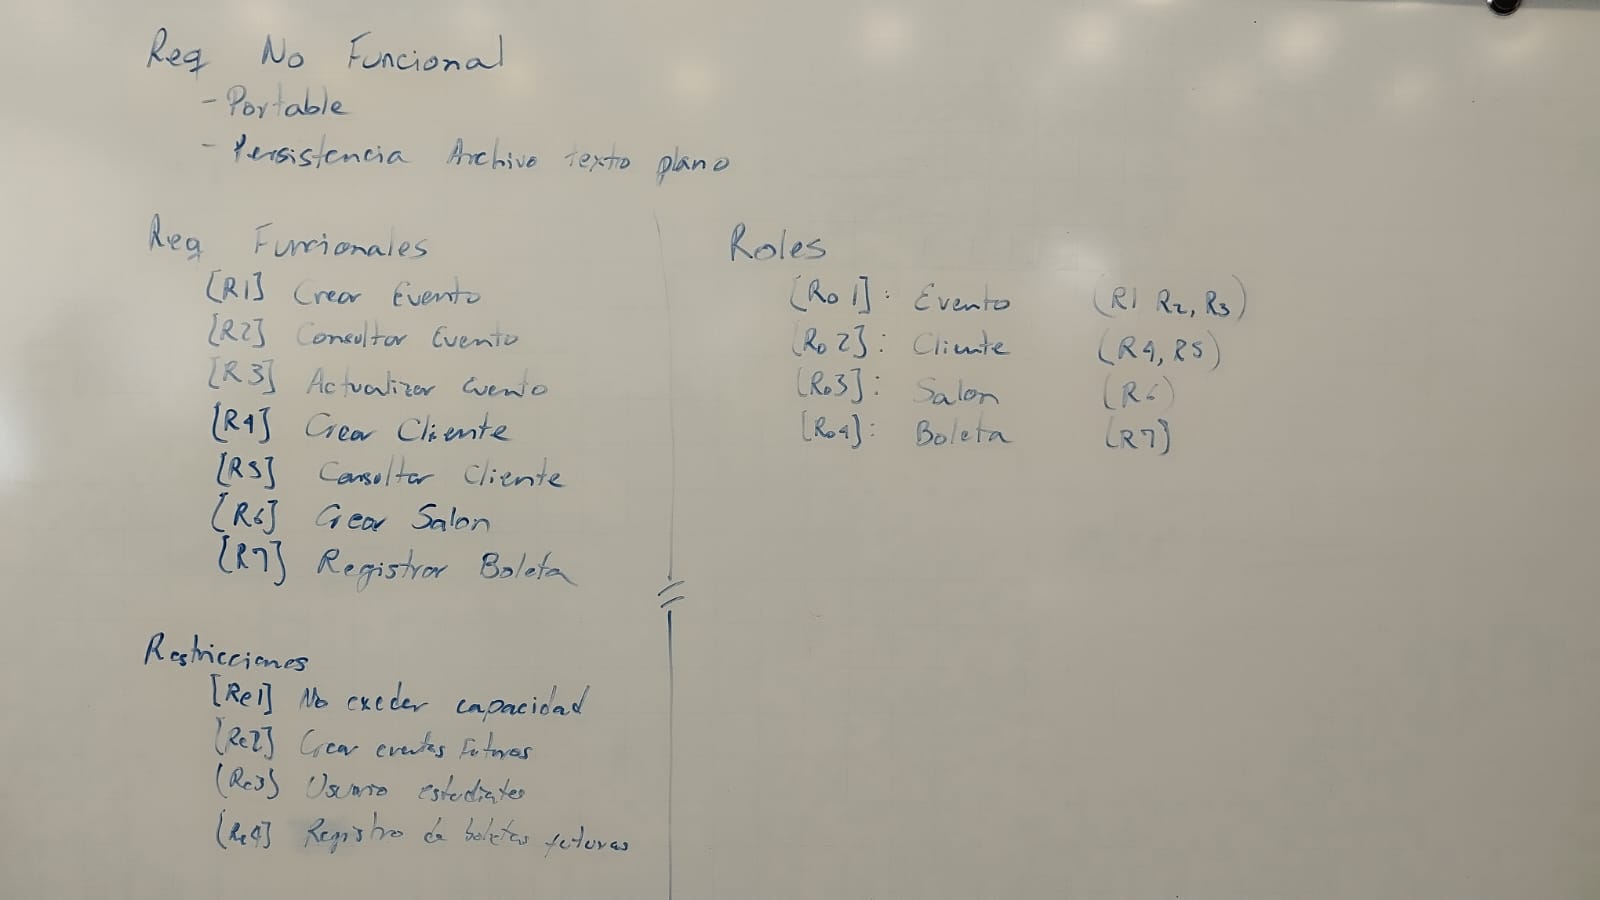 Req No Funcional
- Portable
- Persistencia Archivo texto plano
Req Funcionales
[R1] Crear Evento
[R2] Consultar Evento
[R3] Actualizar Evento
[R4] Crear Cliente
[R5] Consultar Cliente
[R6] Crear Salon
[R7] Registrar Boleta
Restricciones
[Re1] No exceder capacidad
[Re2] Crear eventos Futuros
[Re3] Usuario estudiantes
[Re4] Registro de boletas futuras
Roles
[Ro 1]: Evento (R1 R2, R3)
[Ro 2]: Cliente (R4, R5)
[Ro3]: Salon (R6)
[Ro4]: Boleta [R7]